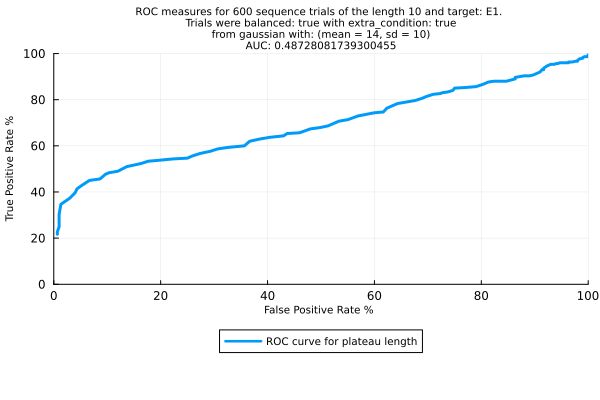 ROC measures for 600 sequence trials of the length 10 and target: E1.
Trials were balanced: true with extra_condition: true
from gaussian with: (mean = 14, sd = 10)
AUC: 0.48728081739300455
100
80
60
40
20
0
True Positive Rate %
0 20 40 60 80 100
False Positive Rate %
ROC curve for plateau length